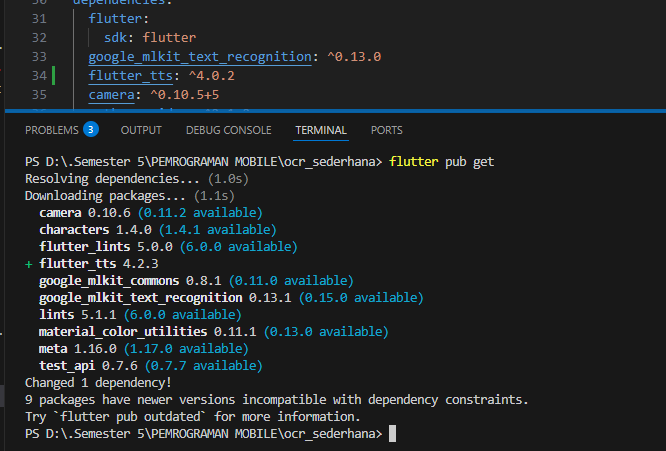 dependencies:
31 flutter:
32 sdk: flutter
33 google_mlkit_text_recognition: ^0.13.0
34 flutter_tts: ^4.0.2
35 camera: ^0.10.5+5
PROBLEMS 3 OUTPUT DEBUG CONSOLE TERMINAL PORTS
PS D:\.Semester 5\PEMROGRAMAN MOBILE\ocr_sederhana> flutter pub get
Resolving dependencies... (1.0s)
Downloading packages... (1.1s)
camera 0.10.6 (0.11.2 available)
characters 1.4.0 (1.4.1 available)
flutter_lints 5.0.0 (6.0.0 available)
+ flutter_tts 4.2.3
google_mlkit_commons 0.8.1 (0.11.0 available)
google_mlkit_text_recognition 0.13.1 (0.15.0 available)
lints 5.1.1 (6.0.0 available)
material_color_utilities 0.11.1 (0.13.0 available)
meta 1.16.0 (1.17.0 available)
test_api 0.7.6 (0.7.7 available)
Changed 1 dependency!
9 packages have newer versions incompatible with dependency constraints.
Try `flutter pub outdated` for more information.
PS D:\.Semester 5\PEMROGRAMAN MOBILE\ocr_sederhana>